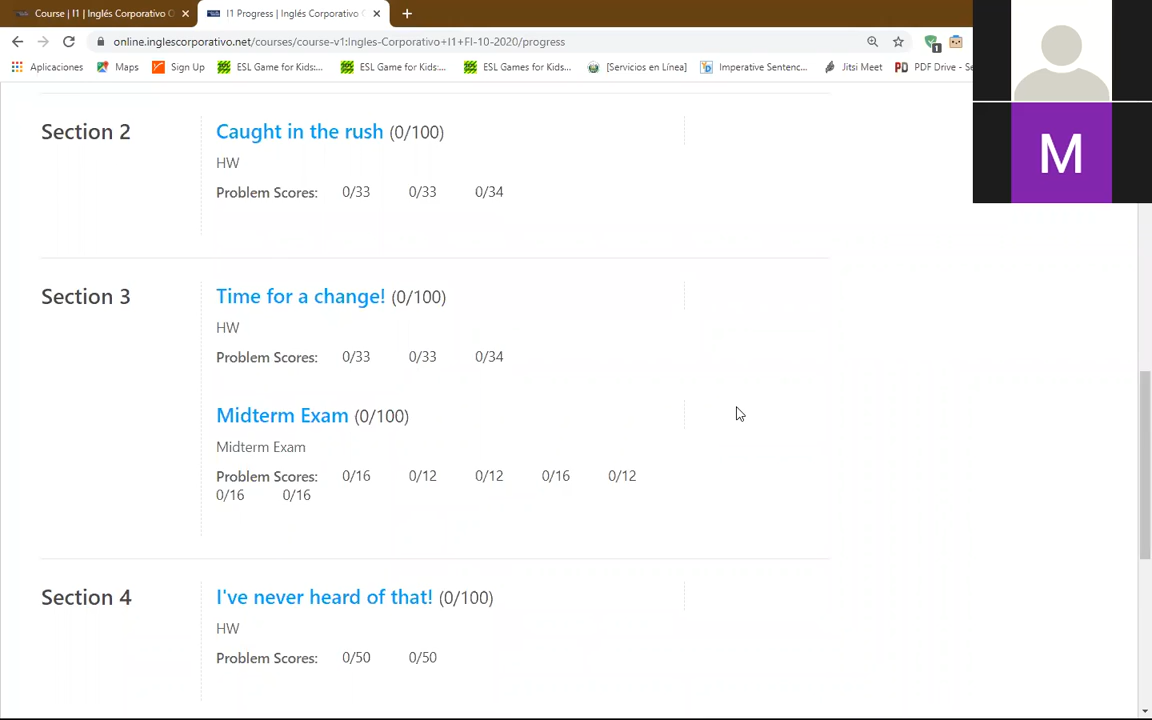 Course | I1 | Inglés Corporativo O
I1 Progress | Inglés Corporativo
online.inglescorporativo.net/courses/course-v1:Ingles-Corporativo+I1+FI-10-2020/progress
Aplicaciones Maps Sign Up ESL Game for Kids:... ESL Game for Kids:... ESL Games for Kids:... [Servicios en Línea] Imperative Sentenc... Jitsi Meet PDF Drive - Se
1
M
Section 2
Caught in the rush (0/100)
HW
Problem Scores: 0/33 0/33 0/34
Section 3
Time for a change! (0/100)
HW
Problem Scores: 0/33 0/33 0/34
Midterm Exam (0/100)
Midterm Exam
Problem Scores: 0/16 0/12 0/12 0/16 0/12
0/16 0/16
Section 4
I've never heard of that! (0/100)
HW
Problem Scores: 0/50 0/50